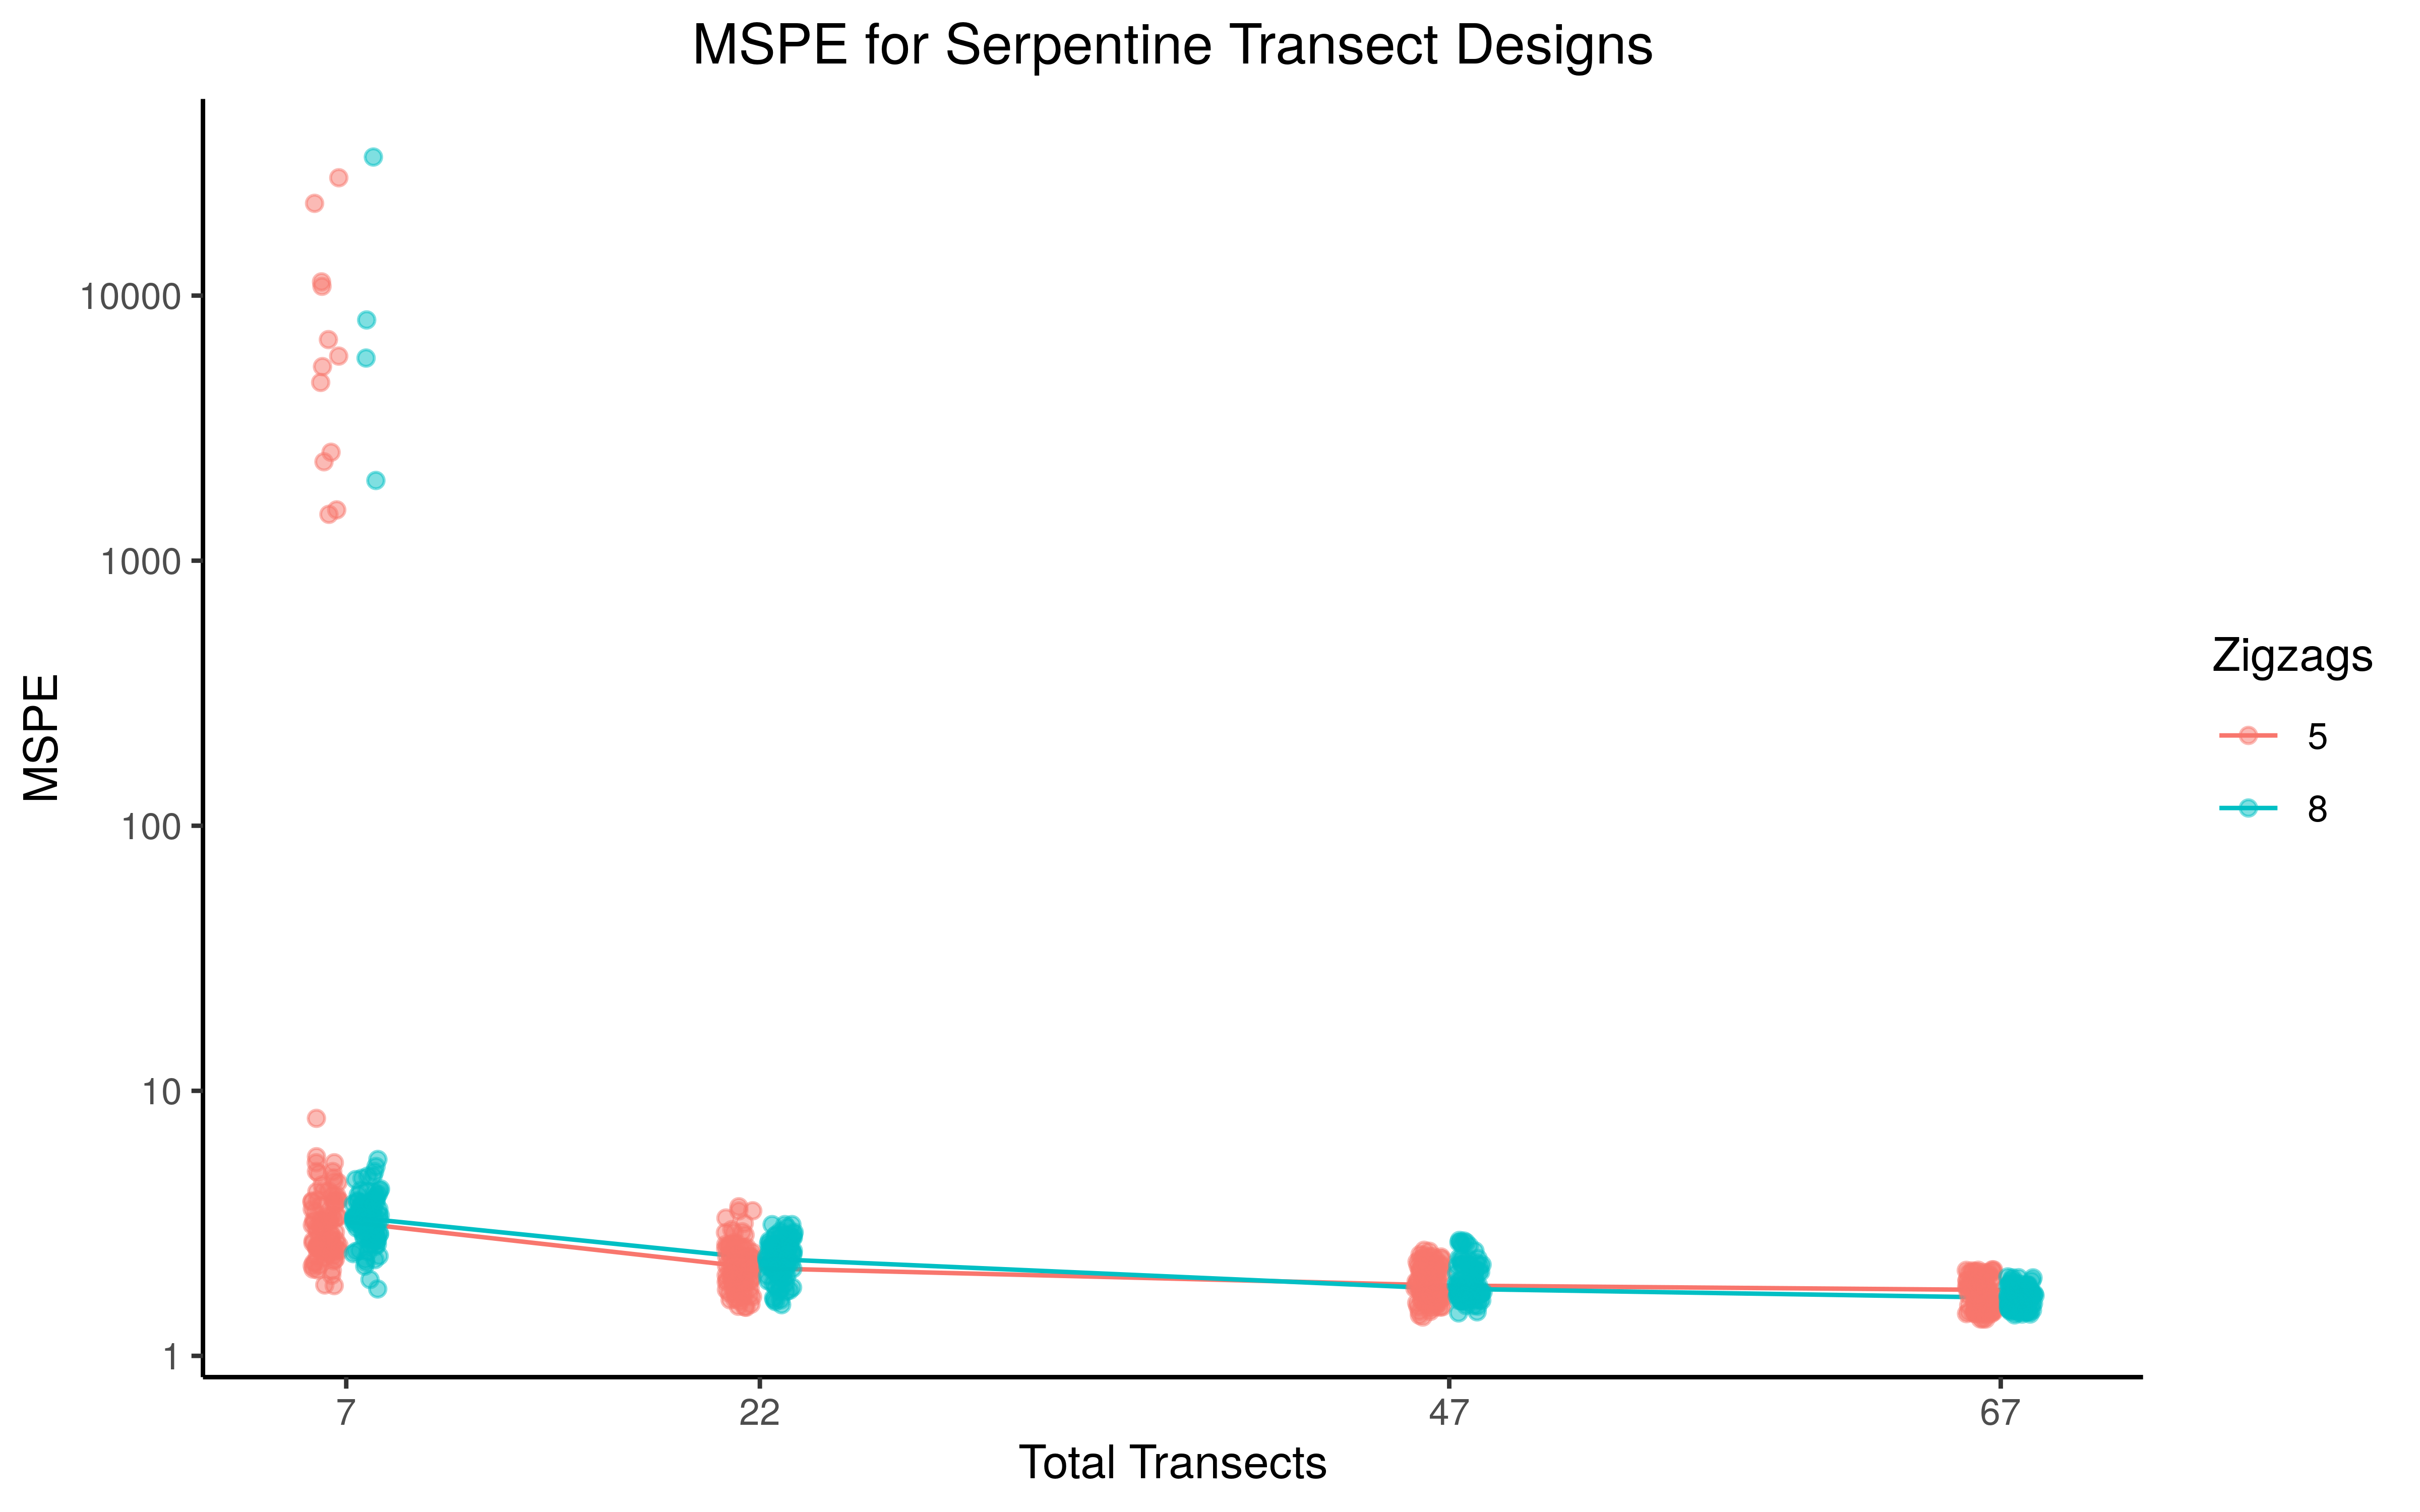 MSPE for Serpentine Transect Designs
MSPE
10000
1000
100
10
1
7
22
47
67
Total Transects
Zigzags
5
8